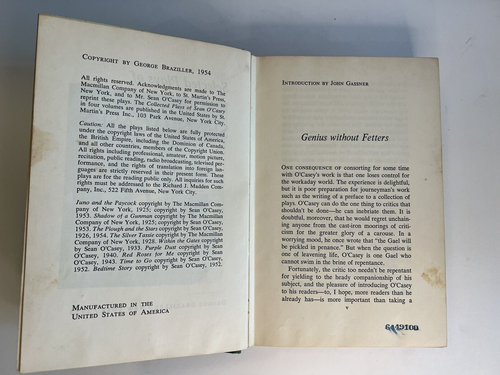 COPYRIGHT BY GEORGE BRAZILLER, 1954
All rights reserved. Acknowledgments are made to The
Macmillan Company of New York, to St. Martin's Press,
New York, and to Mr. Sean O'Casey for permission to
reprint these plays. The Collected Plays of Sean O'Casey
in four volumes are published in the United States by St.
Martin's Press Inc., 103 Park Avenue, New York City.
Caution: All the plays listed below are fully protected
under the copyright laws of the United States of America,
the British Empire, including the Dominion of Canada,
and all other countries, members of the Copyright Union.
All rights including professional, amateur, motion picture,
recitation, public reading, radio broadcasting, television per-
formance, and the rights of translation into foreign lan-
guages are strictly reserved in their present form. These
plays are for the reading public only. All inquiries for such
rights must be addressed to the Richard J. Madden Com-
pany, Inc., 522 Fifth Avenue, New York City.
Juno and the Paycock copyright by The Macmillan Com-
pany of New York, 1925; copyright by Sean O'Casey,
1953. Shadow of a Gunman copyright by The Macmillan
Company of New York, 1925; copyright by Sean O'Casey,
1953. The Plough and the Stars copyright by Sean O'Casey,
1926, 1954. The Silver Tassie copyright by The Macmillan
Company of New York, 1928. Within the Gates copyright
by Sean O'Casey, 1933. Purple Dust copyright by Sean
O'Casey, 1940. Red Roses for Me copyright by Sean
O'Casey, 1943. Time to Go copyright by Sean O'Casey,
1952. Bedtime Story copyright by Sean O'Casey, 1952.
MANUFACTURED IN THE
UNITED STATES OF AMERICA
INTRODUCTION BY JOHN GASSNER
Genius without Fetters
ONE CONSEQUENCE of consorting for some time
with O'Casey's work is that one loses control for
the workaday world. The experience is delightful,
but it is poor preparation for journeyman's work
such as the writing of a preface to a collection of
plays. O'Casey can do the one thing to critics that
shouldn't be done—he can inebriate them. It is
doubtful, moreover, that he would regret unchain-
ing anyone from the cast-iron moorings of criti-
cism for the greater glory of a carouse. In a
worrying mood, he once wrote that "the Gael will
be pickled in penance." But when the question is
one of leavening life, O'Casey is one Gael who
cannot swim in the brine of repentance.
Fortunately, the critic too needn't be repentant
for yielding to the heady companionship of his
subject, and the pleasure of introducing O'Casey
to his readers—to, I hope, more readers than he
already has—is more important than taking a
v